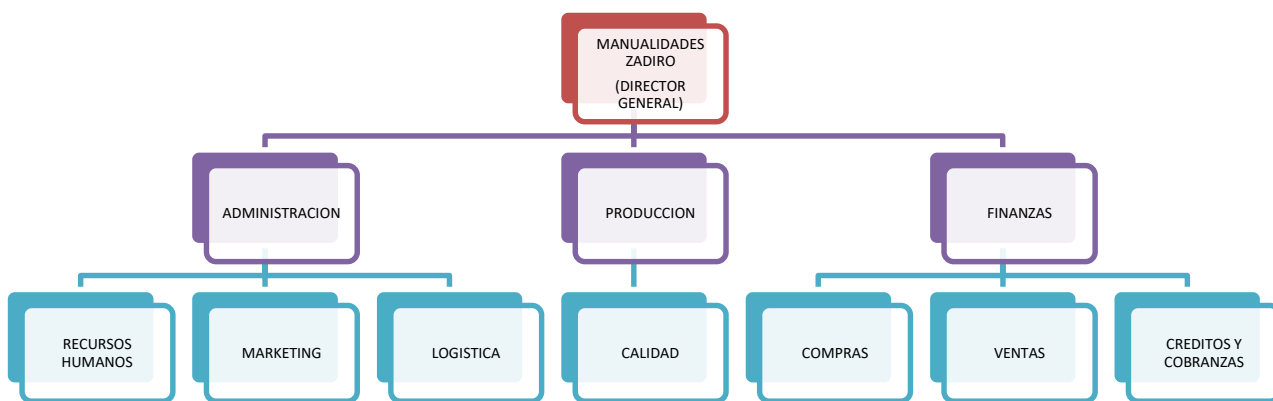 MANUALIDADES
ZADIRO
(DIRECTOR
GENERAL)
ADMINISTRACION
PRODUCCION
FINANZAS
RECURSOS
HUMANOS
MARKETING
LOGISTICA
CALIDAD
COMPRAS
VENTAS
CREDITOS Y
COBRANZAS